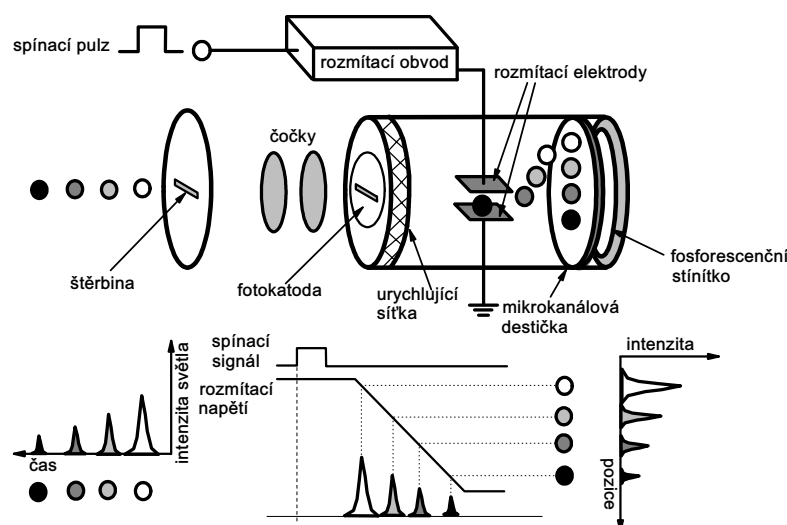 spínací pulz
rozmítací obvod
rozmítací elektrody
čočky
štěrbina
fotokatoda
urychlující
síťka
mikrokanálová
destička
fosforescenční
stínítko
intenzita světla
čas
spínací
signál
rozmítací
napětí
intenzita
pozice